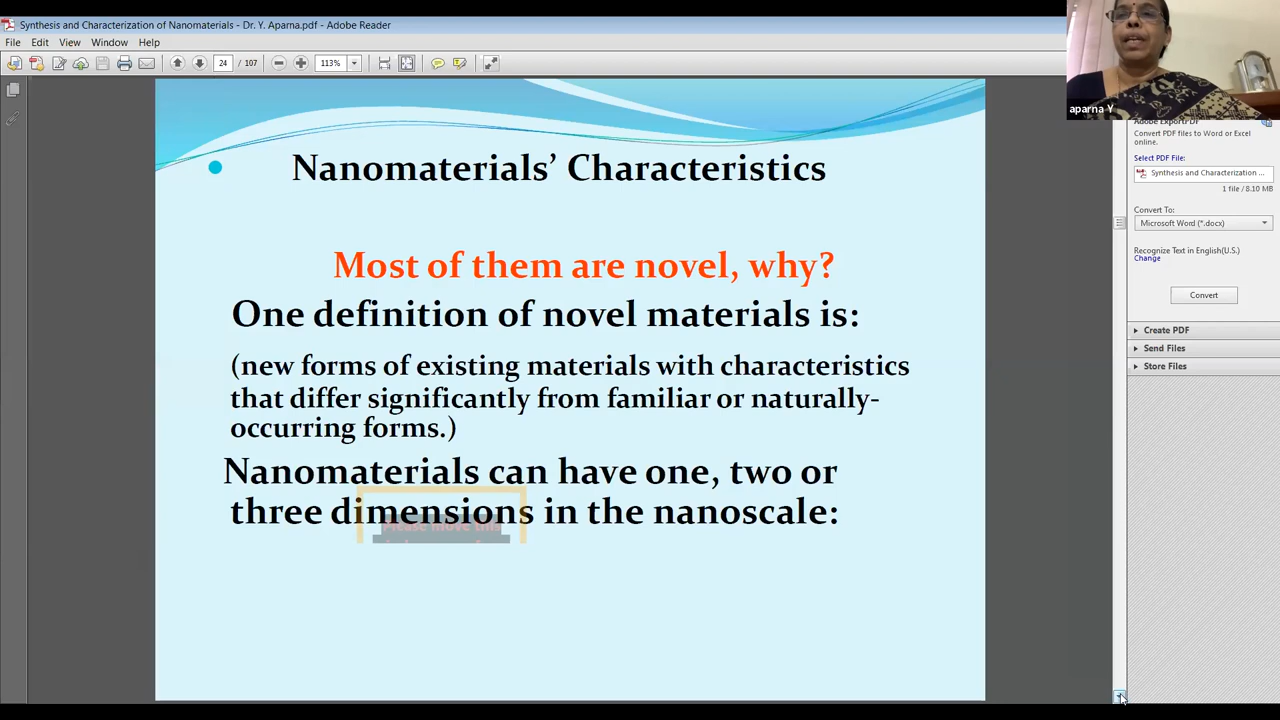 Synthesis and Characterization of Nanomaterials - Dr. Y. Aparna.pdf - Adobe Reader
File Edit View Window Help
24 / 107 113%
aparna Y
Adobe ExportPDF
Convert PDF files to Word or Excel
online.
Select PDF File:
Synthesis and Characterization ...
1 file / 8.10 MB
Convert To:
Microsoft Word (*.docx)
Recognize Text in English(U.S.)
Change
Convert
Create PDF
Send Files
Store Files
• Nanomaterials’ Characteristics
Most of them are novel, why?
One definition of novel materials is:
(new forms of existing materials with characteristics
that differ significantly from familiar or naturally-
occurring forms.)
Nanomaterials can have one, two or
three dimensions in the nanoscale:
Please move this